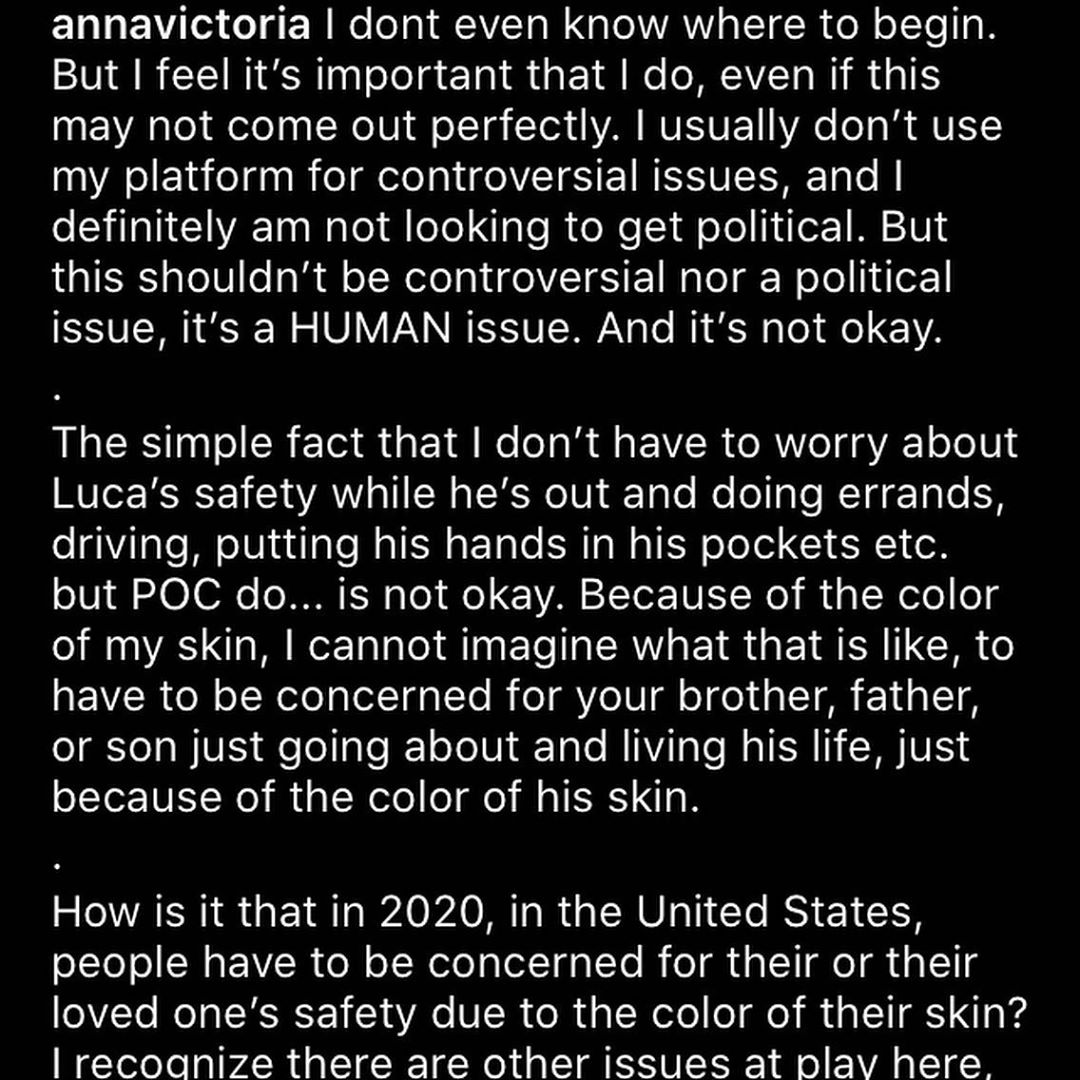 annavictoria I dont even know where to begin.
But I feel it’s important that I do, even if this
may not come out perfectly. I usually don’t use
my platform for controversial issues, and I
definitely am not looking to get political. But
this shouldn’t be controversial nor a political
issue, it’s a HUMAN issue. And it’s not okay.
.
The simple fact that I don’t have to worry about
Luca’s safety while he’s out and doing errands,
driving, putting his hands in his pockets etc.
but POC do... is not okay. Because of the color
of my skin, I cannot imagine what that is like, to
have to be concerned for your brother, father,
or son just going about and living his life, just
because of the color of his skin.
.
How is it that in 2020, in the United States,
people have to be concerned for their or their
loved one’s safety due to the color of their skin?
I recognize there are other issues at play here,